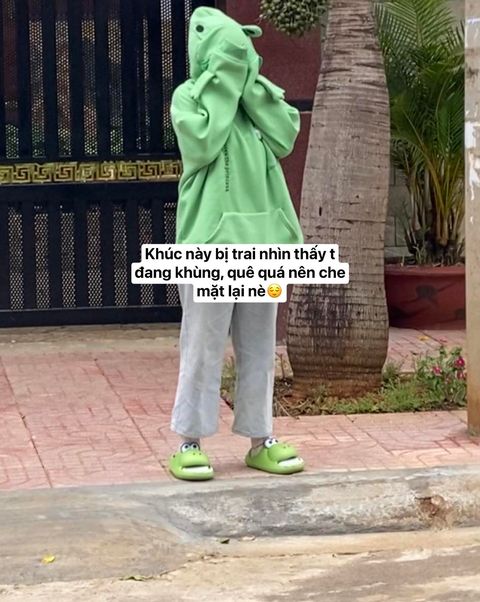 Khúc này bị trai nhìn thấy t
đang khùng, quê quá nên che
mặt lại nè😌